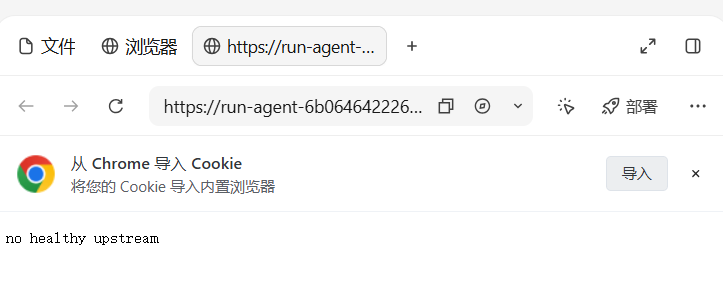 文件 浏览器 https://run-agent-...
https://run-agent-6b064642226... 部署
从 Chrome 导入 Cookie
将您的 Cookie 导入内置浏览器
导入
no healthy upstream